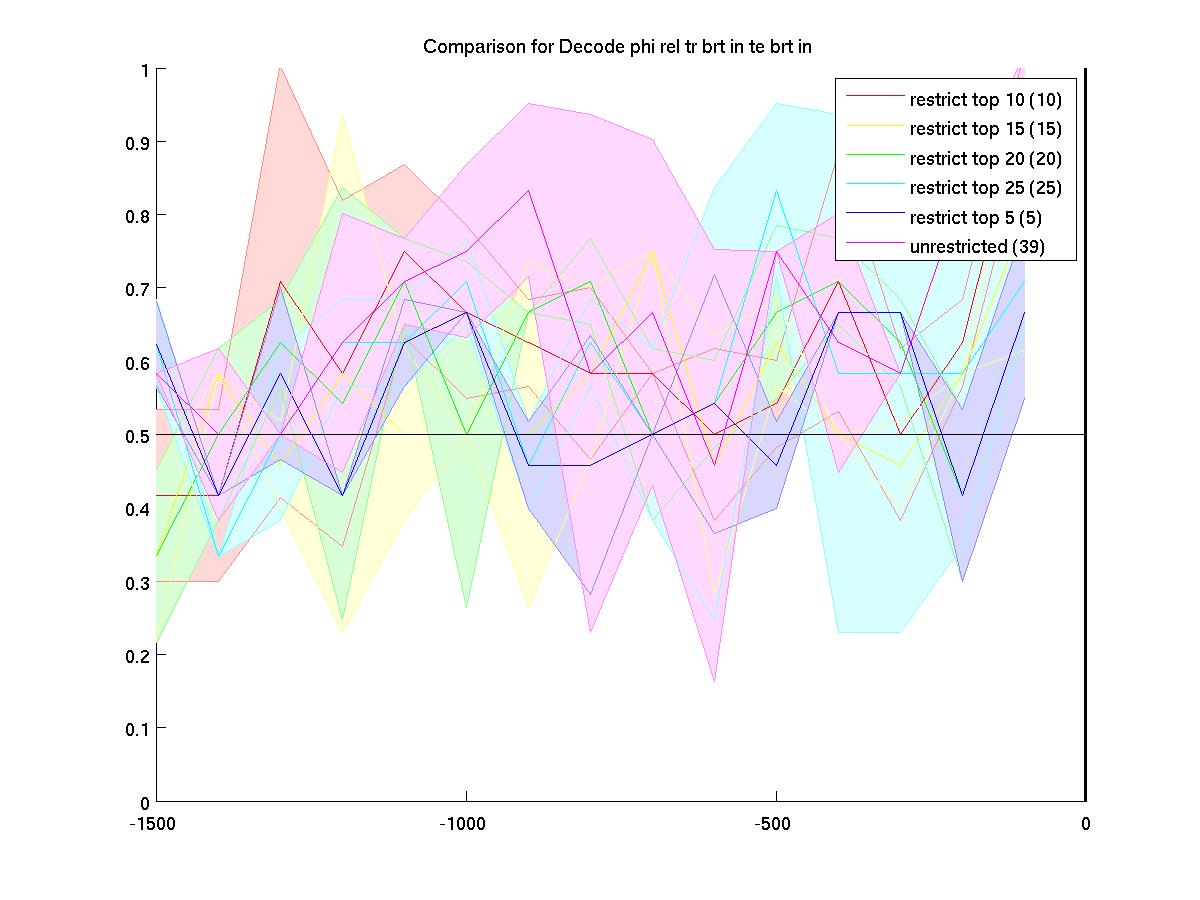 Comparison for Decode phi rel tr brt in te brt in
1
0.9
0.8
0.7
0.6
0.5
0.4
0.3
0.2
0.1
0
-1500
-1000
-500
0
restrict top 10 (10)
restrict top 15 (15)
restrict top 20 (20)
restrict top 25 (25)
restrict top 5 (5)
unrestricted (39)